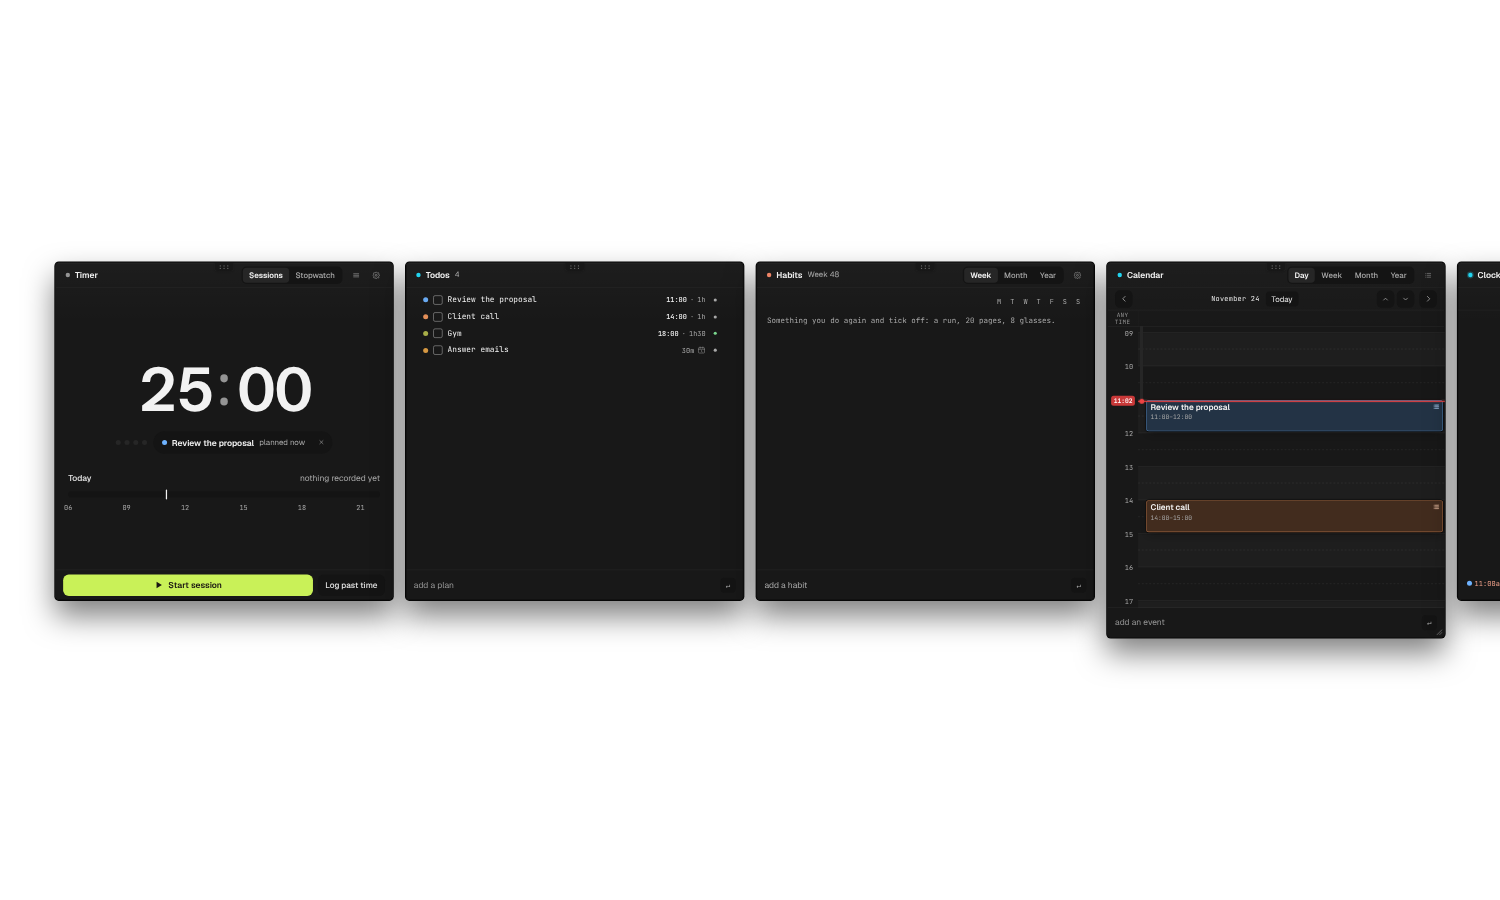 Timer
Sessions Stopwatch
25:00
Review the proposal planned now ×
Today nothing recorded yet
06 09 12 15 18 21
Start session
Log past time
Todos 4
Review the proposal 11:00 · 1h
Client call 14:00 · 1h
Gym 18:00 · 1h30
Answer emails 30m
add a plan
Habits Week 48
Week Month Year
M T W T F S S
Something you do again and tick off: a run, 20 pages, 8 glasses.
add a habit
Calendar
Day Week Month Year
November 24 Today
ANY
TIME
09
10
11:02
Review the proposal
11:00–12:00
12
13
14
Client call
14:00–15:00
15
16
17
add an event
Clock
11:00a